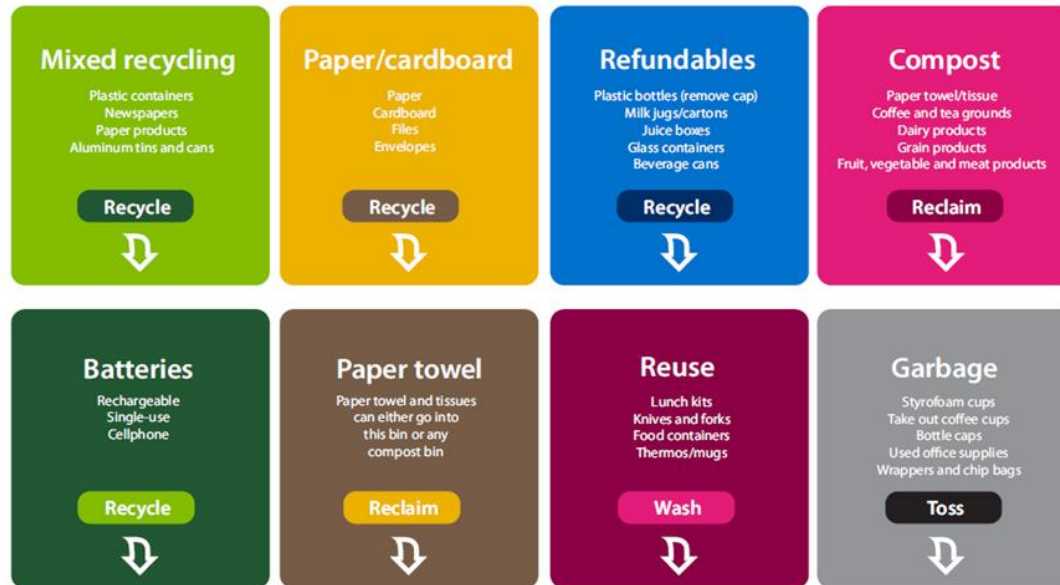 Mixed recycling
Plastic containers
Newspapers
Paper products
Aluminum tins and cans
Recycle
Paper/cardboard
Paper
Cardboard
Files
Envelopes
Recycle
Refundables
Plastic bottles (remove cap)
Milk jugs/cartons
Juice boxes
Glass containers
Beverage cans
Recycle
Compost
Paper towel/tissue
Coffee and tea grounds
Dairy products
Grain products
Fruit, vegetable and meat products
Reclaim
Batteries
Rechargeable
Single-use
Cellphone
Recycle
Paper towel
Paper towel and tissues
can either go into
this bin or any
compost bin
Reclaim
Reuse
Lunch kits
Knives and forks
Food containers
Thermos/mugs
Wash
Garbage
Styrofoam cups
Take out coffee cups
Bottle caps
Used office supplies
Wrappers and chip bags
Toss